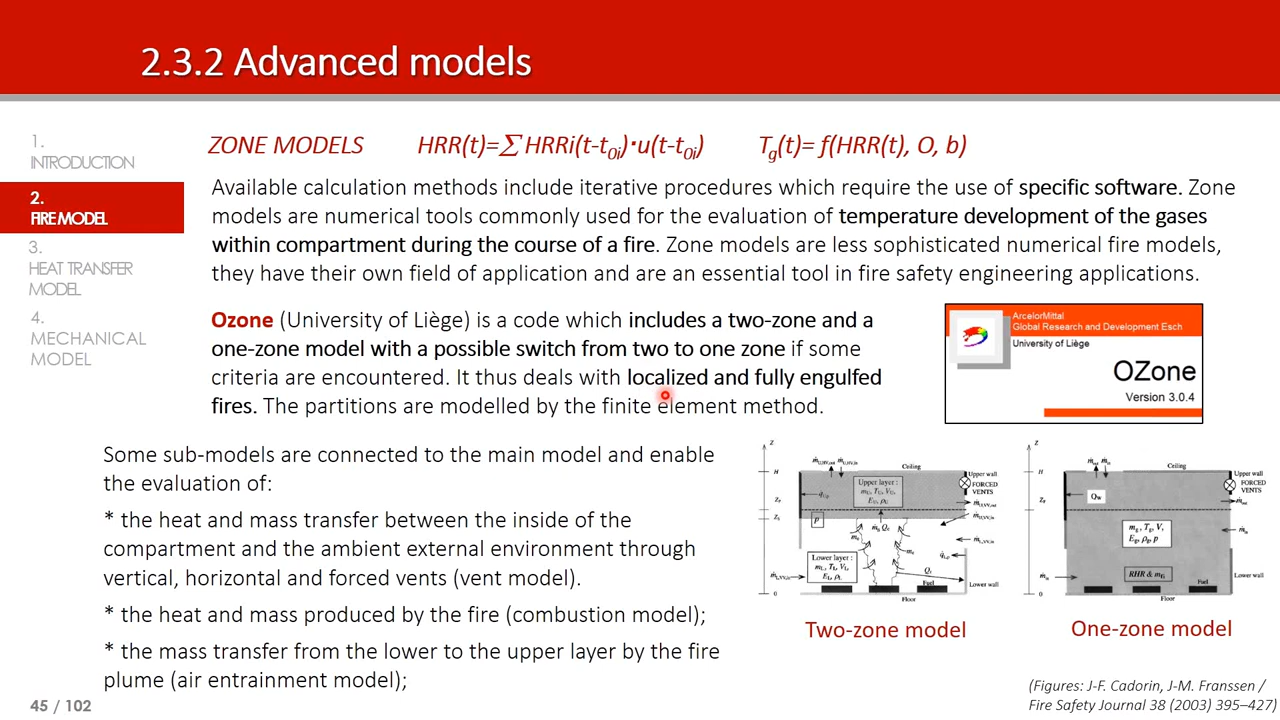 2.3.2 Advanced models
1.
INTRODUCTION
2.
FIRE MODEL
3.
HEAT TRANSFER
MODEL
4.
MECHANICAL
MODEL
ZONE MODELS HRR(t)=∑HRRi(t-t0i)·u(t-t0i) Tg(t)= f(HRR(t), O, b)
Available calculation methods include iterative procedures which require the use of specific software. Zone
models are numerical tools commonly used for the evaluation of temperature development of the gases
within compartment during the course of a fire. Zone models are less sophisticated numerical fire models,
they have their own field of application and are an essential tool in fire safety engineering applications.
Ozone (University of Liège) is a code which includes a two-zone and a
one-zone model with a possible switch from two to one zone if some
criteria are encountered. It thus deals with localized and fully engulfed
fires. The partitions are modelled by the finite element method.
ArcelorMittal
Global Research and Development Esch
University of Liège
OZone
Version 3.0.4
Some sub-models are connected to the main model and enable
the evaluation of:
* the heat and mass transfer between the inside of the
compartment and the ambient external environment through
vertical, horizontal and forced vents (vent model).
* the heat and mass produced by the fire (combustion model);
* the mass transfer from the lower to the upper layer by the fire
plume (air entrainment model);
Z
H
0
Ceiling
Upper wall
FORCED
VENTS
Upper layer :
p
Lower layer :
Fuel
Lower wall
Floor
Two-zone model
Z
H
0
Ceiling
Upper wall
FORCED
VENTS
Fuel
Lower wall
Floor
One-zone model
(Figures: J-F. Cadorin, J-M. Franssen /
Fire Safety Journal 38 (2003) 395–427)
45 / 102